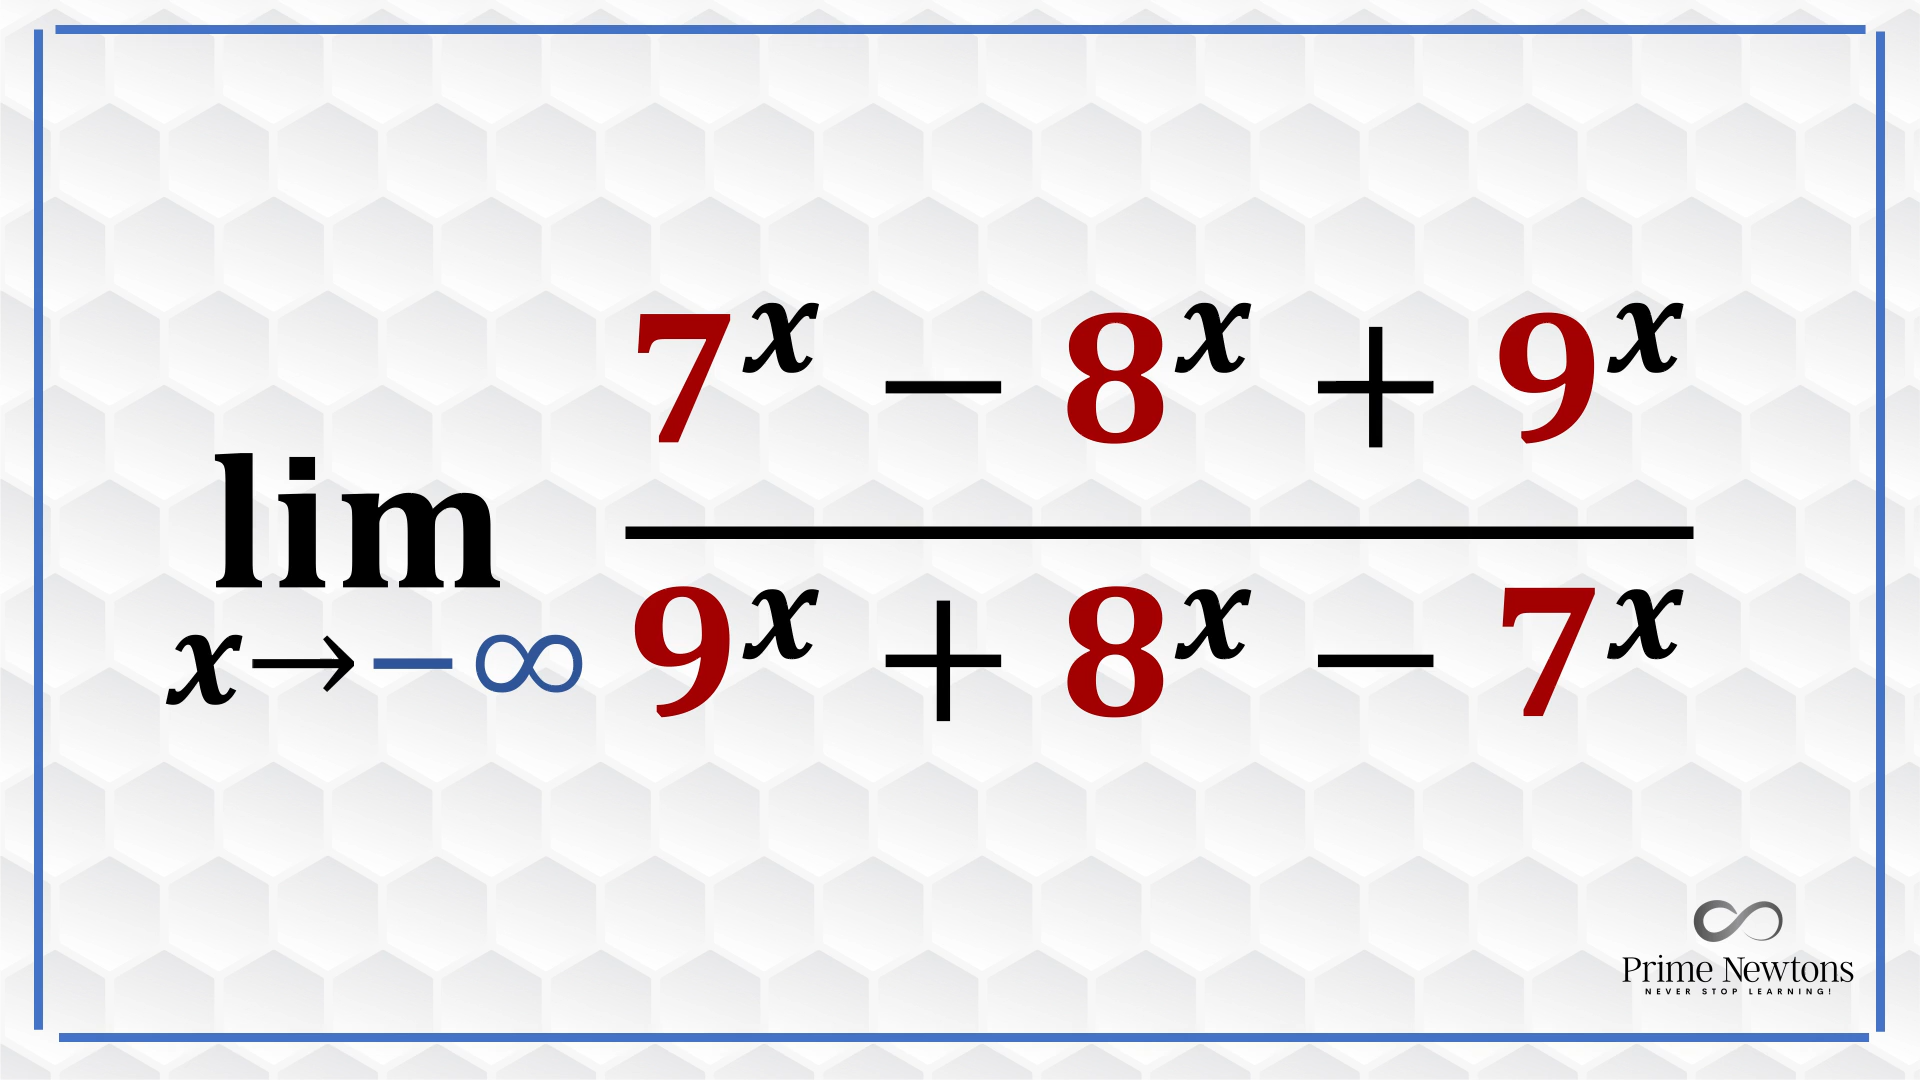 lim x→−∞ (7^x − 8^x + 9^x) / (9^x + 8^x − 7^x)
Prime Newtons
NEVER STOP LEARNING!